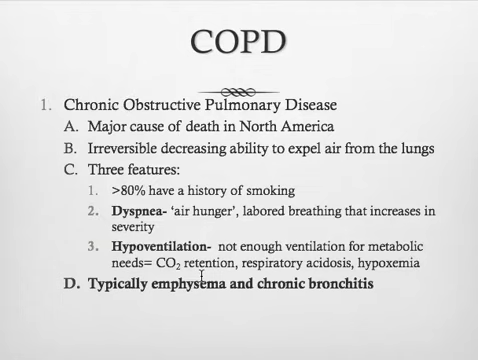 COPD
1. Chronic Obstructive Pulmonary Disease
A. Major cause of death in North America
B. Irreversible decreasing ability to expel air from the lungs
C. Three features:
1. >80% have a history of smoking
2. Dyspnea- ‘air hunger’, labored breathing that increases in
severity
3. Hypoventilation- not enough ventilation for metabolic
needs= CO₂ retention, respiratory acidosis, hypoxemia
D. Typically emphysema and chronic bronchitis